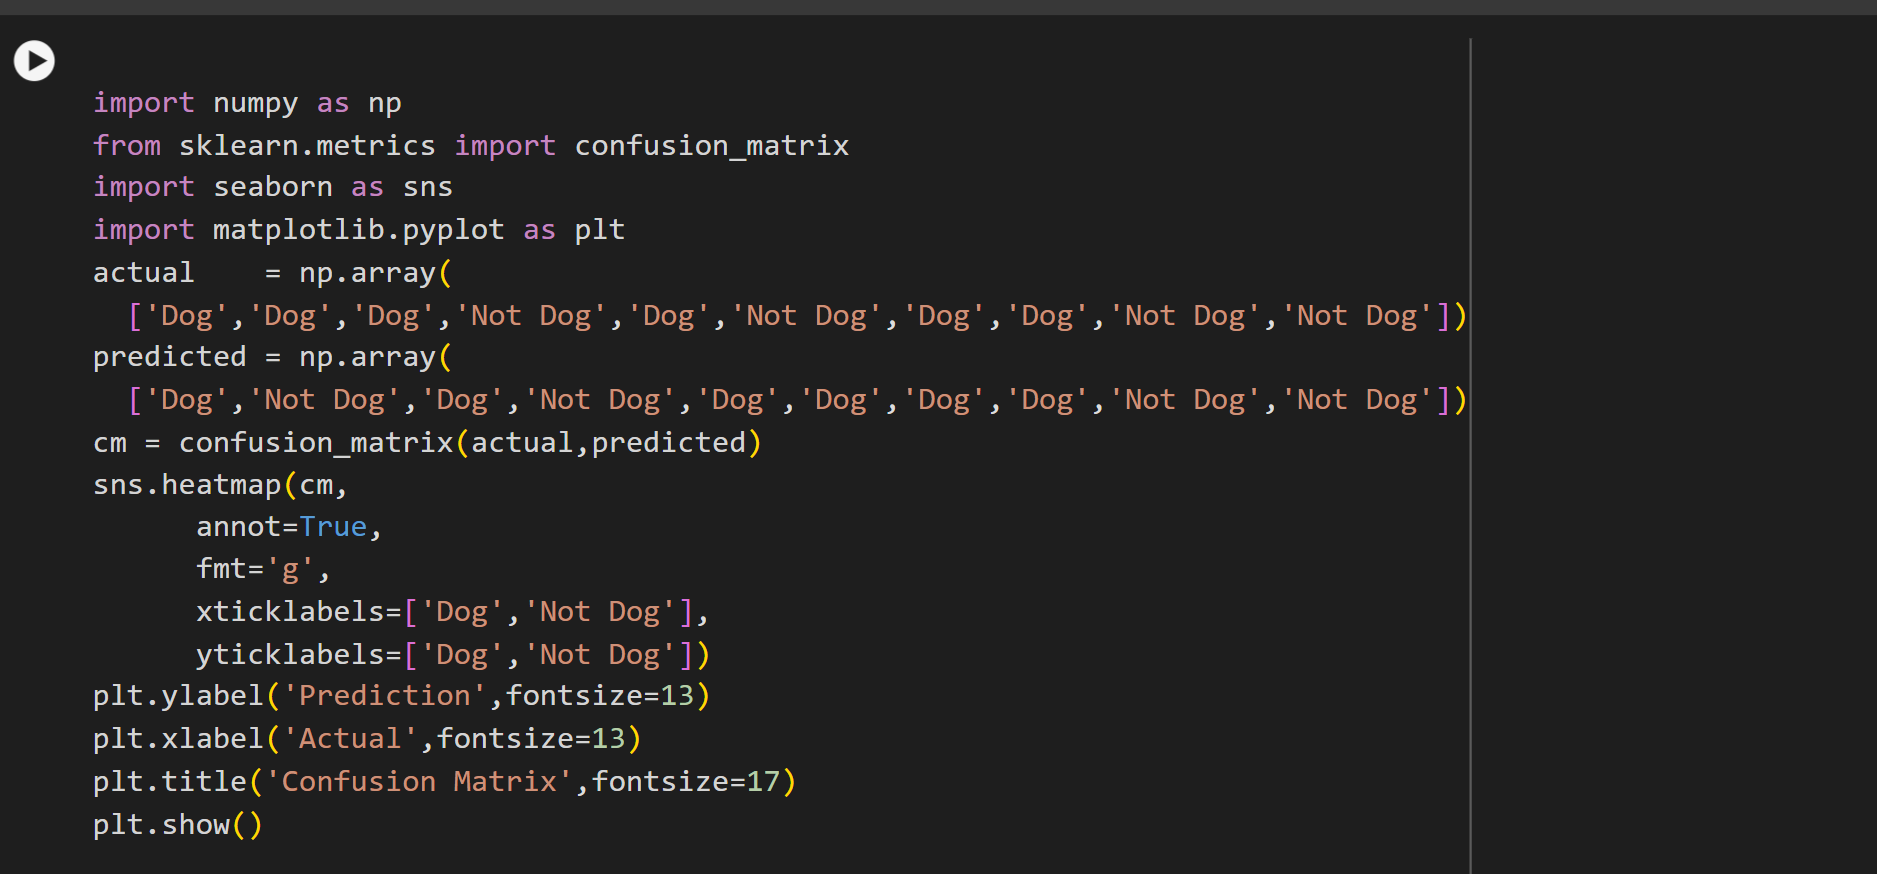 import numpy as np
from sklearn.metrics import confusion_matrix
import seaborn as sns
import matplotlib.pyplot as plt
actual    = np.array(
  ['Dog','Dog','Dog','Not Dog','Dog','Not Dog','Dog','Dog','Not Dog','Not Dog'])
predicted = np.array(
  ['Dog','Not Dog','Dog','Not Dog','Dog','Dog','Dog','Dog','Not Dog','Not Dog'])
cm = confusion_matrix(actual,predicted)
sns.heatmap(cm,
      annot=True,
      fmt='g',
      xticklabels=['Dog','Not Dog'],
      yticklabels=['Dog','Not Dog'])
plt.ylabel('Prediction',fontsize=13)
plt.xlabel('Actual',fontsize=13)
plt.title('Confusion Matrix',fontsize=17)
plt.show()